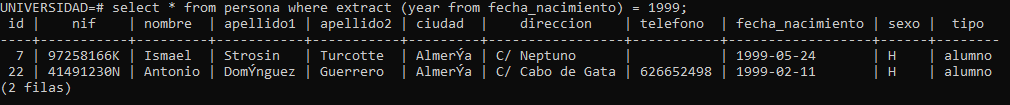 UNIVERSIDAD=# select * from persona where extract (year from fecha_nacimiento) = 1999;
 id |    nif    | nombre  | apellido1 | apellido2 | ciudad  |   direccion     | telefono  | fecha_nacimiento | sexo |  tipo
----+-----------+---------+-----------+-----------+---------+-----------------+-----------+------------------+------+--------
  7 | 97258166K | Ismael  | Strosin   | Turcotte  | AlmerÝa | C/ Neptuno      |           | 1999-05-24       | H    | alumno
 22 | 41491230N | Antonio | DomÝnguez | Guerrero  | AlmerÝa | C/ Cabo de Gata | 626652498 | 1999-02-11       | H    | alumno
(2 filas)